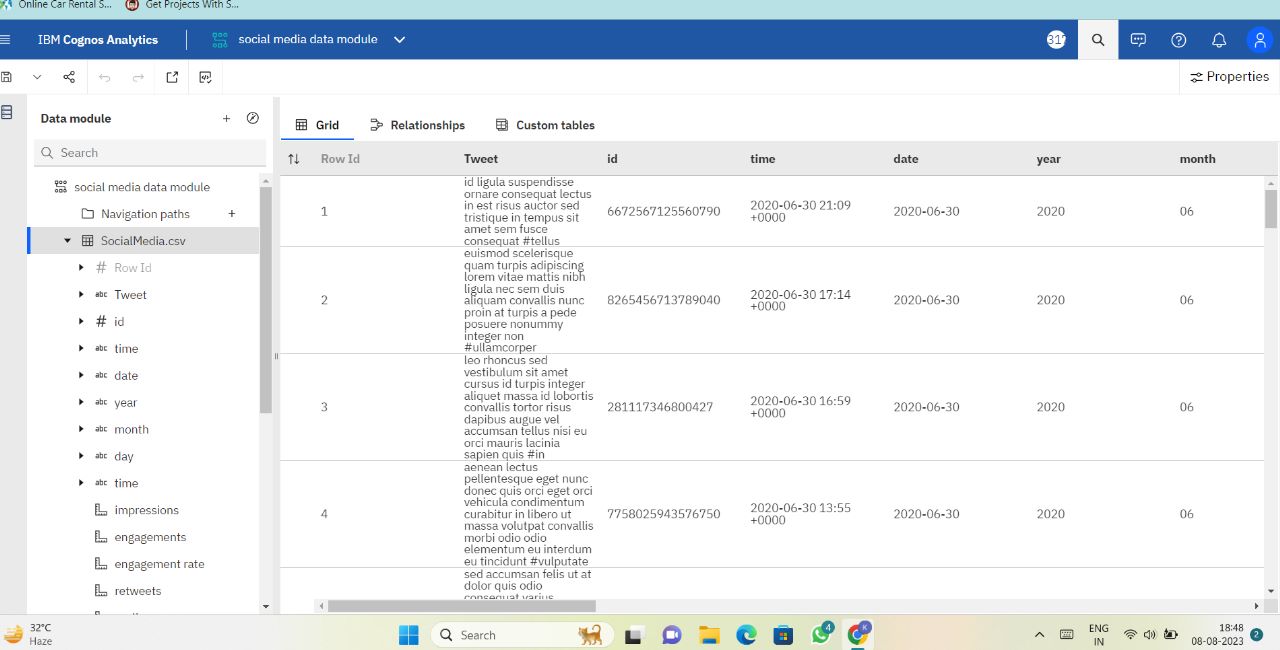 Online Car Rental S...
Get Projects With S...
IBM Cognos Analytics
social media data module
Properties
Data module
Search
social media data module
Navigation paths
SocialMedia.csv
# Row Id
abc Tweet
# id
abc time
abc date
abc year
abc month
abc day
abc time
impressions
engagements
engagement rate
retweets
Grid
Relationships
Custom tables
Row Id Tweet id time date year month
1
id ligula suspendisse
ornare consequat lectus
in est risus auctor sed
tristique in tempus sit
amet sem fusce
consequat #tellus
6672567125560790
2020-06-30 21:09
+0000
2020-06-30
2020
06
2
euismod scelerisque
quam turpis adipiscing
lorem vitae mattis nibh
ligula nec sem duis
aliquam convallis nunc
proin at turpis a pede
posuere nonummy
integer non
#ullamcorper
8265456713789040
2020-06-30 17:14
+0000
2020-06-30
2020
06
3
leo rhoncus sed
vestibulum sit amet
cursus id turpis integer
aliquet massa id lobortis
convallis tortor risus
dapibus augue vel
accumsan tellus nisi eu
orci mauris lacinia
sapien quis #in
281117346800427
2020-06-30 16:59
+0000
2020-06-30
2020
06
4
aenean lectus
pellentesque eget nunc
donec quis orci eget orci
vehicula condimentum
curabitur in libero ut
massa volutpat convallis
morbi odio odio
elementum eu interdum
eu tincidunt #vulputate
7758025943576750
2020-06-30 13:55
+0000
2020-06-30
2020
06
sed accumsan felis ut at
dolor quis odio
consequat varius
32°C
Haze
Search
4
K
ENG
IN
18:48
08-08-2023
2